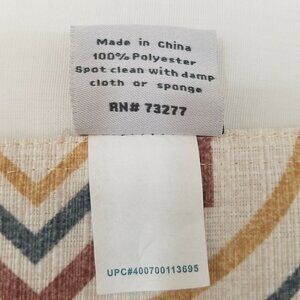 Made in China
100% Polyester
Spot clean with damp
cloth or sponge
RN# 73277
UPC#400700113695